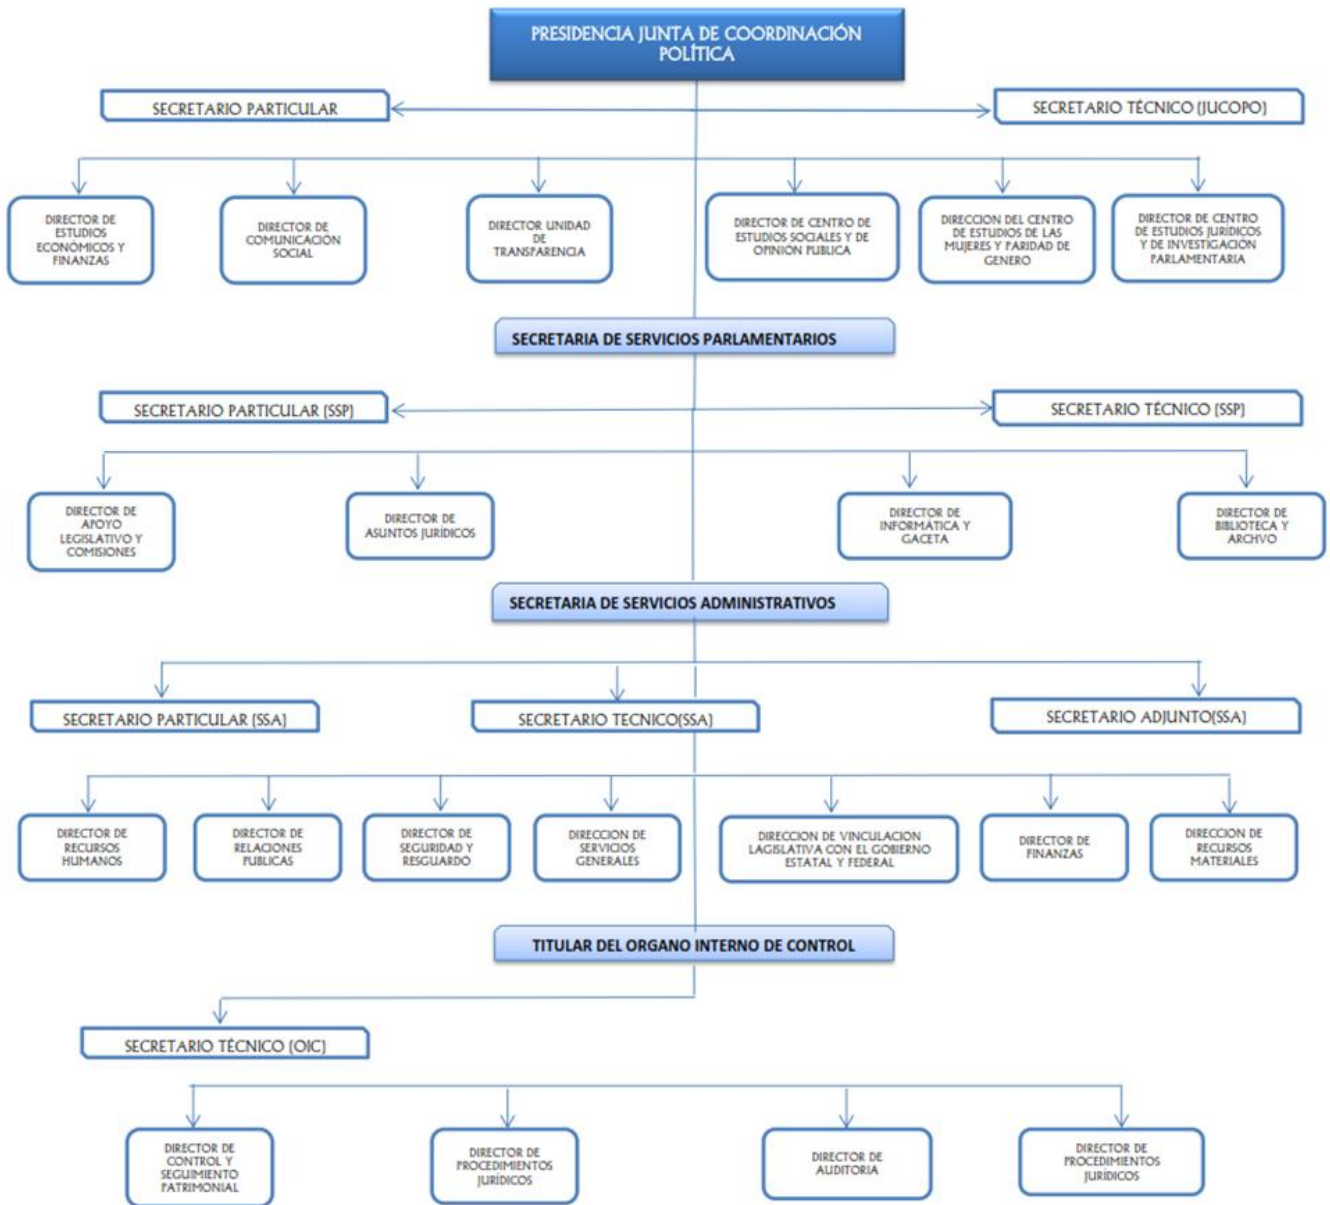 PRESIDENCIA JUNTA DE COORDINACIÓN
POLÍTICA
SECRETARIO PARTICULAR
SECRETARIO TÉCNICO (JUCOPO)
DIRECTOR DE
ESTUDIOS
ECONÓMICOS Y
FINANZAS
DIRECTOR DE
COMUNICACIÓN
SOCIAL
DIRECTOR UNIDAD
DE
TRANSPARENCIA
DIRECTOR DE CENTRO DE
ESTUDIOS SOCIALES Y DE
OPINIÓN PUBLICA
DIRECCION DEL CENTRO
DE ESTUDIOS DE LAS
MUJERES Y PARIDAD DE
GENERO
DIRECTOR DE CENTRO
DE ESTUDIOS JURÍDICOS
Y DE INVESTIGACIÓN
PARLAMENTARIA
SECRETARIA DE SERVICIOS PARLAMENTARIOS
SECRETARIO PARTICULAR (SSP)
SECRETARIO TÉCNICO (SSP)
DIRECTOR DE
APOYO
LEGISLATIVO Y
COMISIONES
DIRECTOR DE
ASUNTOS JURÍDICOS
DIRECTOR DE
INFORMÁTICA Y
GACETA
DIRECTOR DE
BIBLIOTECA Y
ARCHVO
SECRETARIA DE SERVICIOS ADMINISTRATIVOS
SECRETARIO PARTICULAR (SSA)
SECRETARIO TECNICO(SSA)
SECRETARIO ADJUNTO(SSA)
DIRECTOR DE
RECURSOS
HUMANOS
DIRECTOR DE
RELACIONES
PUBLICAS
DIRECTOR DE
SEGURIDAD Y
RESGUARDO
DIRECCION DE
SERVICIOS
GENERALES
DIRECCION DE VINCULACION
LAGISLATIVA CON EL GOBIERNO
ESTATAL Y FEDERAL
DIRECTOR DE
FINANZAS
DIRECCION DE
RECURSOS
MATERIALES
TITULAR DEL ORGANO INTERNO DE CONTROL
SECRETARIO TÉCNICO (OIC)
DIRECTOR DE
CONTROL Y
SEGUIMIENTO
PATRIMONIAL
DIRECTOR DE
PROCEDIMIENTOS
JURÍDICOS
DIRECTOR DE
AUDITORIA
DIRECTOR DE
PROCEDIMIENTOS
JURÍDICOS